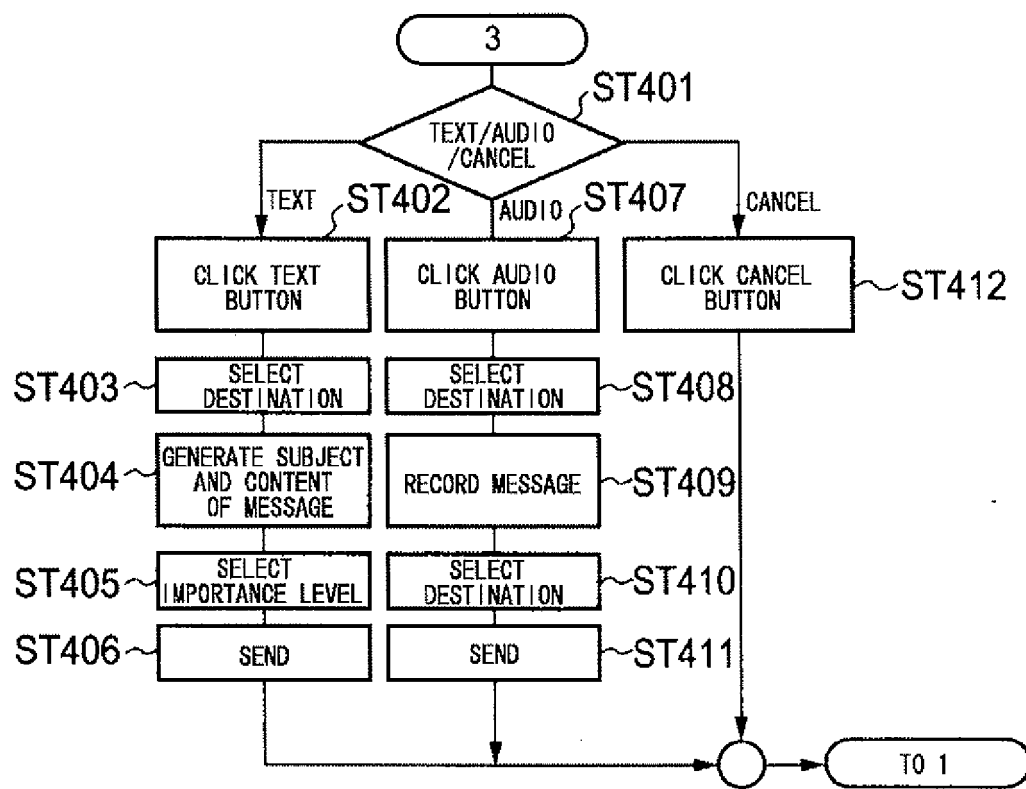 3
ST401
TEXT/AUDIO
/CANCEL
TEXT
ST402
AUDIO
ST407
CANCEL
CLICK TEXT
BUTTON
CLICK AUDIO
BUTTON
CLICK CANCEL
BUTTON
ST412
ST403
SELECT
DESTINATION
SELECT
DESTINATION
ST408
ST404
GENERATE SUBJECT
AND CONTENT
OF MESSAGE
RECORD MESSAGE
ST409
ST405
SELECT
IMPORTANCE LEVEL
SELECT
DESTINATION
ST410
ST406
SEND
SEND
ST411
TO 1